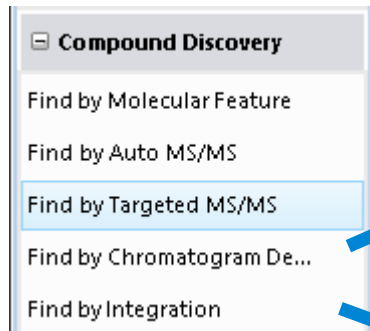 Compound Discovery
Find by Molecular Feature
Find by Auto MS/MS
Find by Targeted MS/MS
Find by Chromatogram De...
Find by Integration